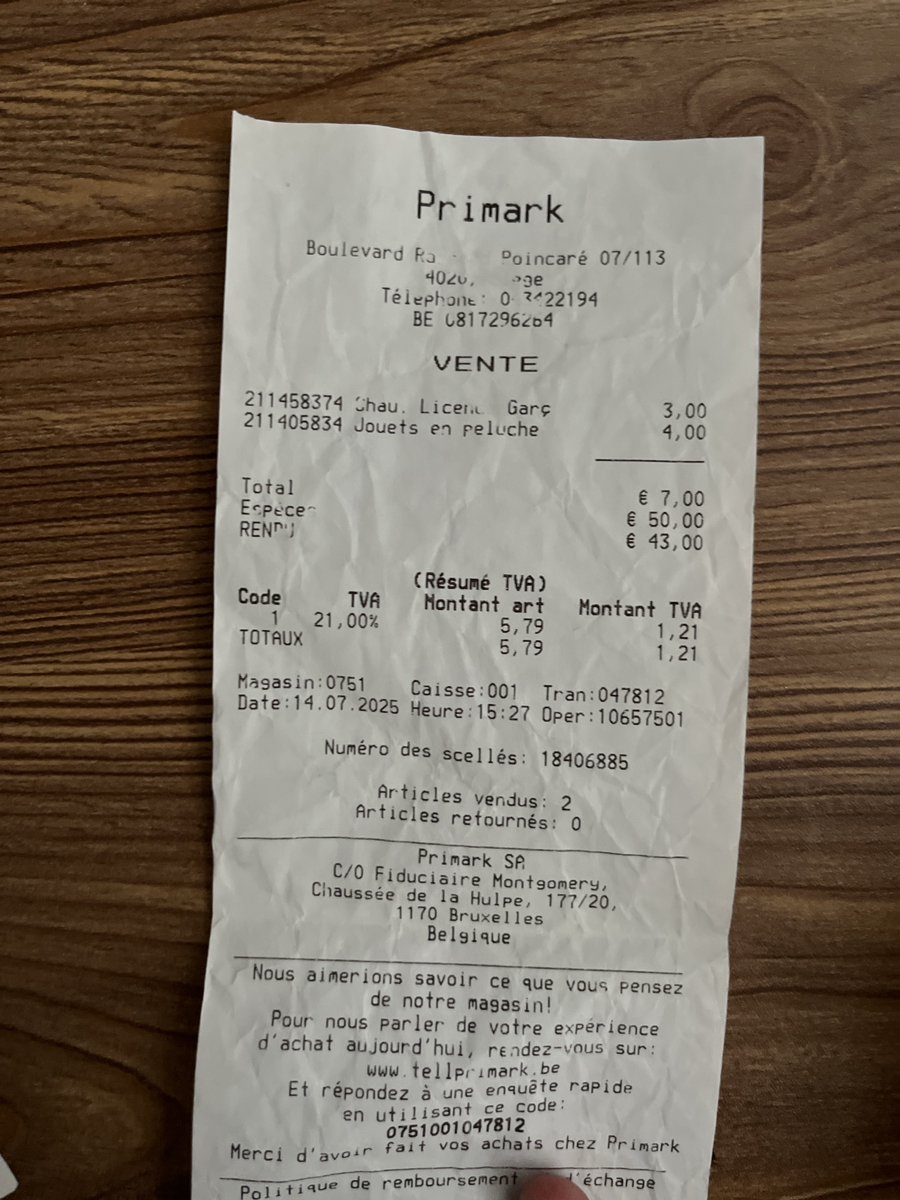 Primark
Boulevard Poincaré 07/113
Téléphone: 22194
BE
VENTE
211458374 Chau. Garç 3,00
211405834 Jouets en peluche 4,00
Total € 7,00
Espèces € 50,00
RENDU € 43,00
(Résumé TVA)
Code TVA Montant art Montant TVA
1 21,00% 5,79 1,21
TOTAUX 5,79 1,21
Magasin:0751 Caisse:001 Tran:047812
Date:14.07.2025 Heure:15:27 Oper:10657501
Numéro des scellés: 18406885
Articles vendus: 2
Articles retournés: 0
Primark SA
C/O Fiduciaire Montgomery,
Chaussée de la Hulpe, 177/20,
1170 Bruxelles
Belgique
Nous aimerions savoir ce que vous pensez
de notre magasin!
Pour nous parler de votre expérience
d'achat aujourd'hui, rendez-vous sur:
www.tellprimark.be
Et répondez à une enquête rapide
en utilisant ce code:
0751001047812
Merci d'avoir fait vos achats chez Primark
Politique de remboursement d'échange